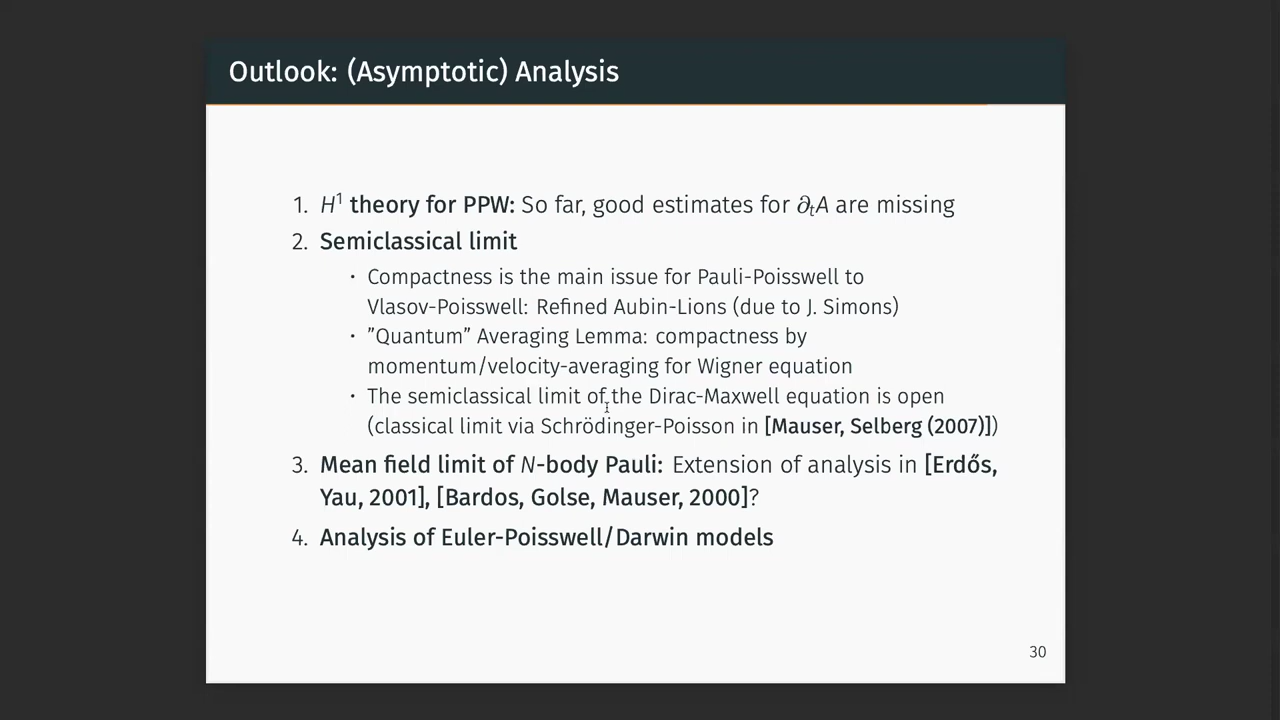 Outlook: (Asymptotic) Analysis
1. H¹ theory for PPW: So far, good estimates for ∂ₜA are missing
2. Semiclassical limit
· Compactness is the main issue for Pauli-Poisswell to
Vlasov-Poisswell: Refined Aubin-Lions (due to J. Simons)
· ”Quantum” Averaging Lemma: compactness by
momentum/velocity-averaging for Wigner equation
· The semiclassical limit of the Dirac-Maxwell equation is open
(classical limit via Schrödinger-Poisson in [Mauser, Selberg (2007)])
3. Mean field limit of N-body Pauli: Extension of analysis in [Erdős,
Yau, 2001], [Bardos, Golse, Mauser, 2000]?
4. Analysis of Euler-Poisswell/Darwin models
30